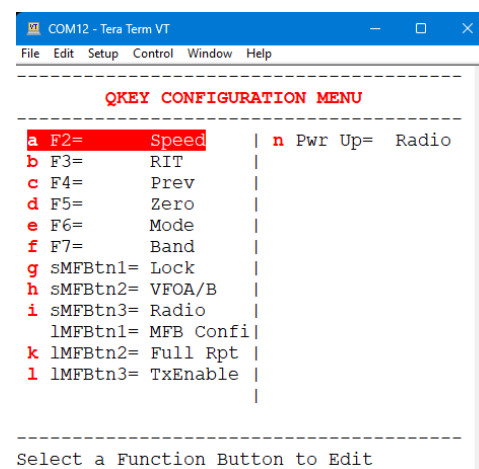 COM12 - Tera Term VT
File Edit Setup Control Window Help
--------------------------------------------
QKEY CONFIGURATION MENU
--------------------------------------------
a F2= Speed | n Pwr Up= Radio
b F3= RIT |
c F4= Prev |
d F5= Zero |
e F6= Mode |
f F7= Band |
g sMFBtn1= Lock |
h sMFBtn2= VFOA/B |
i sMFBtn3= Radio |
lMFBtn1= MFB Confi|
k lMFBtn2= Full Rpt |
l lMFBtn3= TxEnable |
|
--------------------------------------------
Select a Function Button to Edit